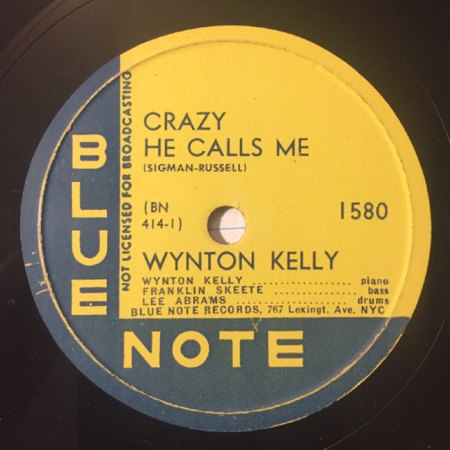 CRAZY
HE CALLS ME
(SIGMAN-RUSSELL)
(BN
414-1)
1580
WYNTON KELLY
WYNTON KELLY ................. piano
FRANKLIN SKEETE ............... bass
LEE ABRAMS .................... drums
BLUE NOTE RECORDS, 767 Lexingt. Ave. NYC
NOT LICENSED FOR BROADCASTING
BLUE
NOTE